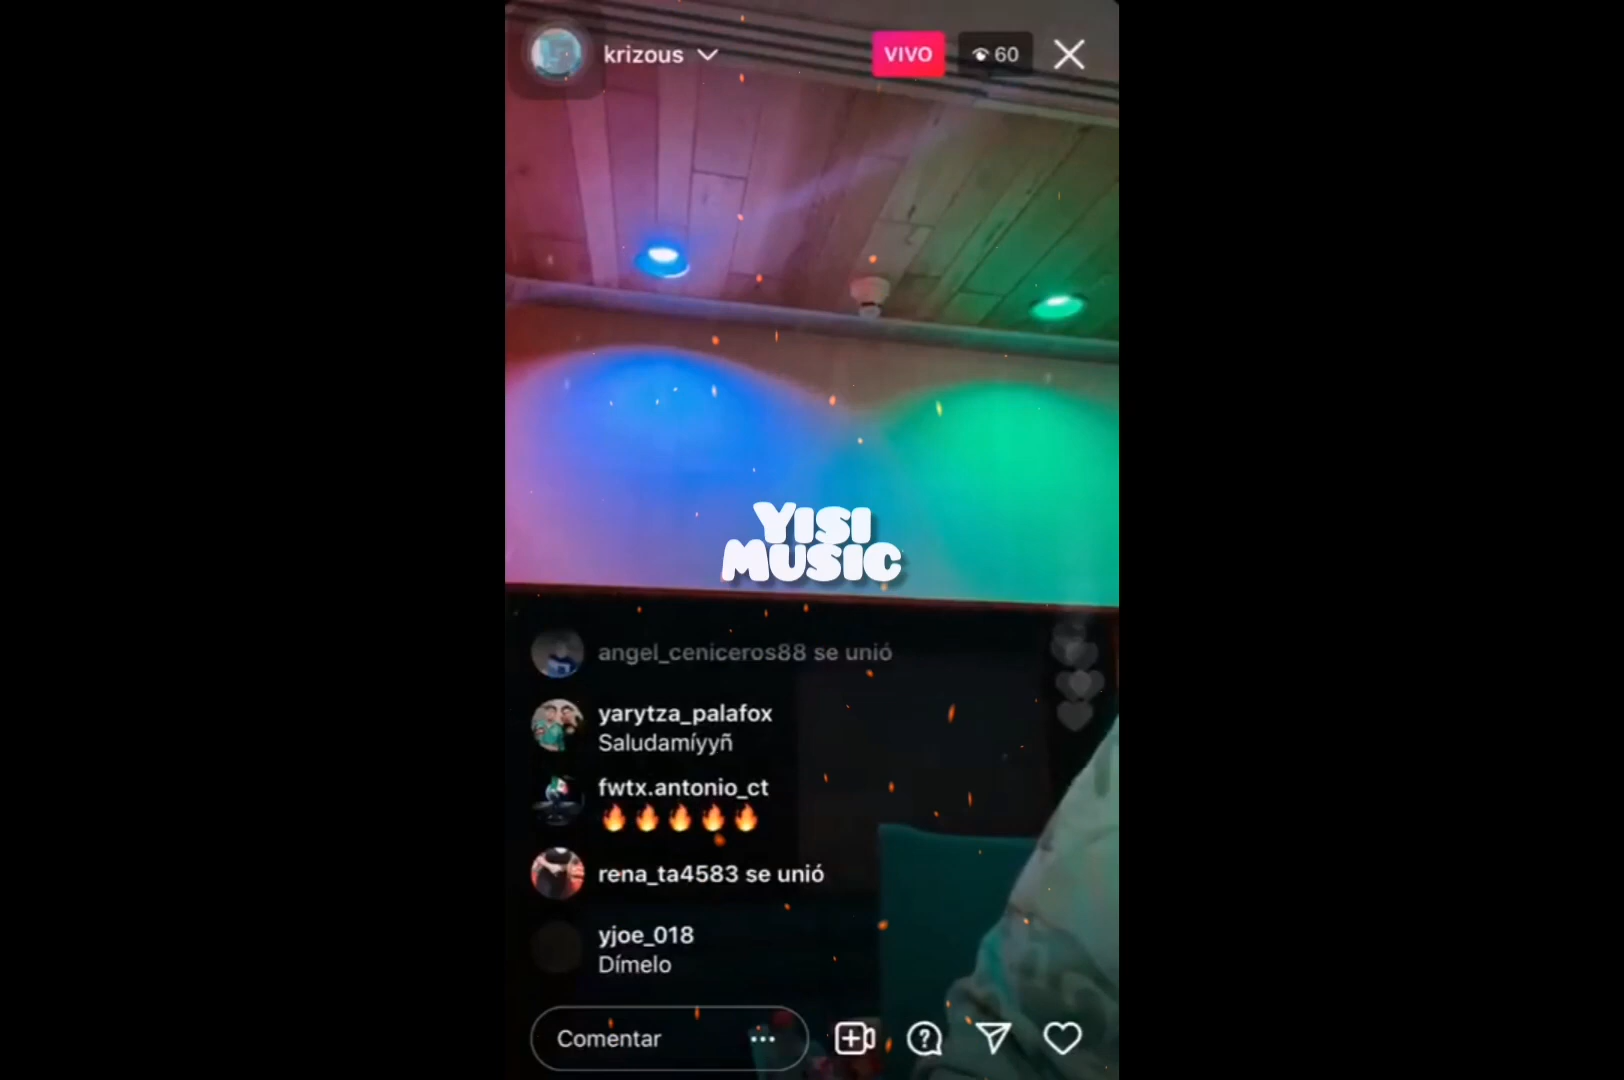 krizous
VIVO
60
YISI
MUSIC
angel_ceniceros88 se unió
yarytza_palafox
Saludamíyyñ
fwtx.antonio_ct
🔥🔥🔥🔥🔥
rena_ta4583 se unió
yjoe_018
Dímelo
Comentar